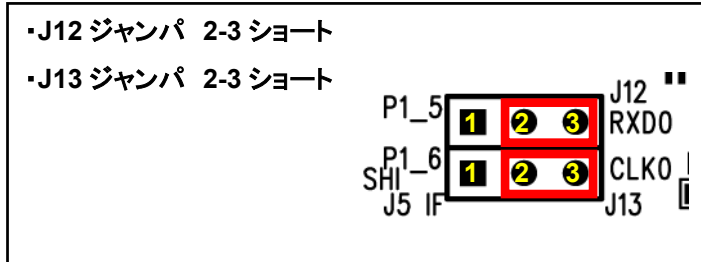 ・J12 ジャンパ 2-3 ショート
・J13 ジャンパ 2-3 ショート
J12
P1_5 1 2 3 RXD0
P1_6 1 2 3 CLK0
SHI
J5 IF J13